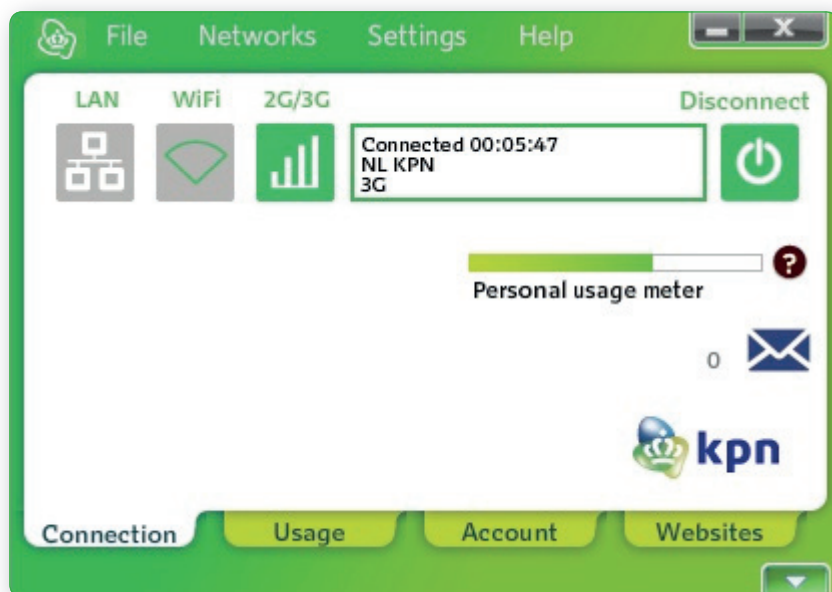 File Networks Settings Help
LAN WiFi 2G/3G Disconnect
Connected 00:05:47
NL KPN
3G
?
Personal usage meter
0
kpn
Connection Usage Account Websites